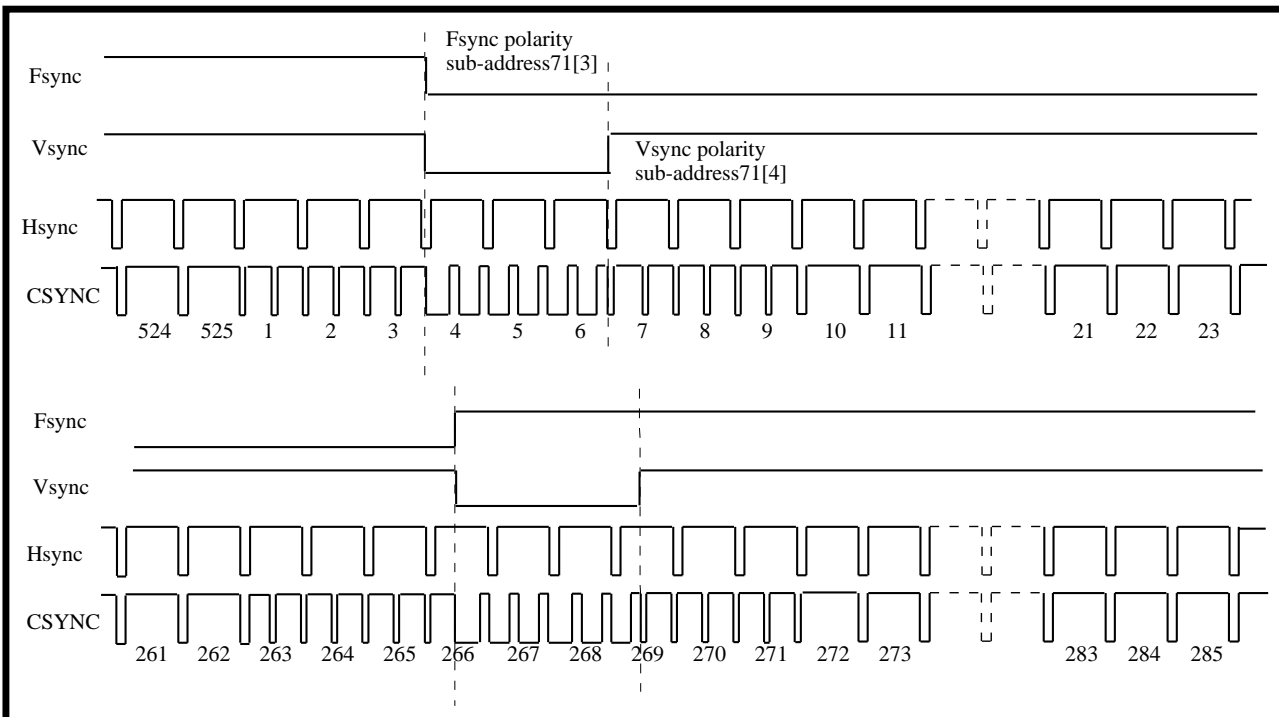 Fsync polarity
sub-address71[3]
Fsync
Vsync
Vsync polarity
sub-address71[4]
Hsync
CSYNC
524 525 1 2 3 4 5 6 7 8 9 10 11 21 22 23
Fsync
Vsync
Hsync
CSYNC
261 262 263 264 265 266 267 268 269 270 271 272 273 283 284 285